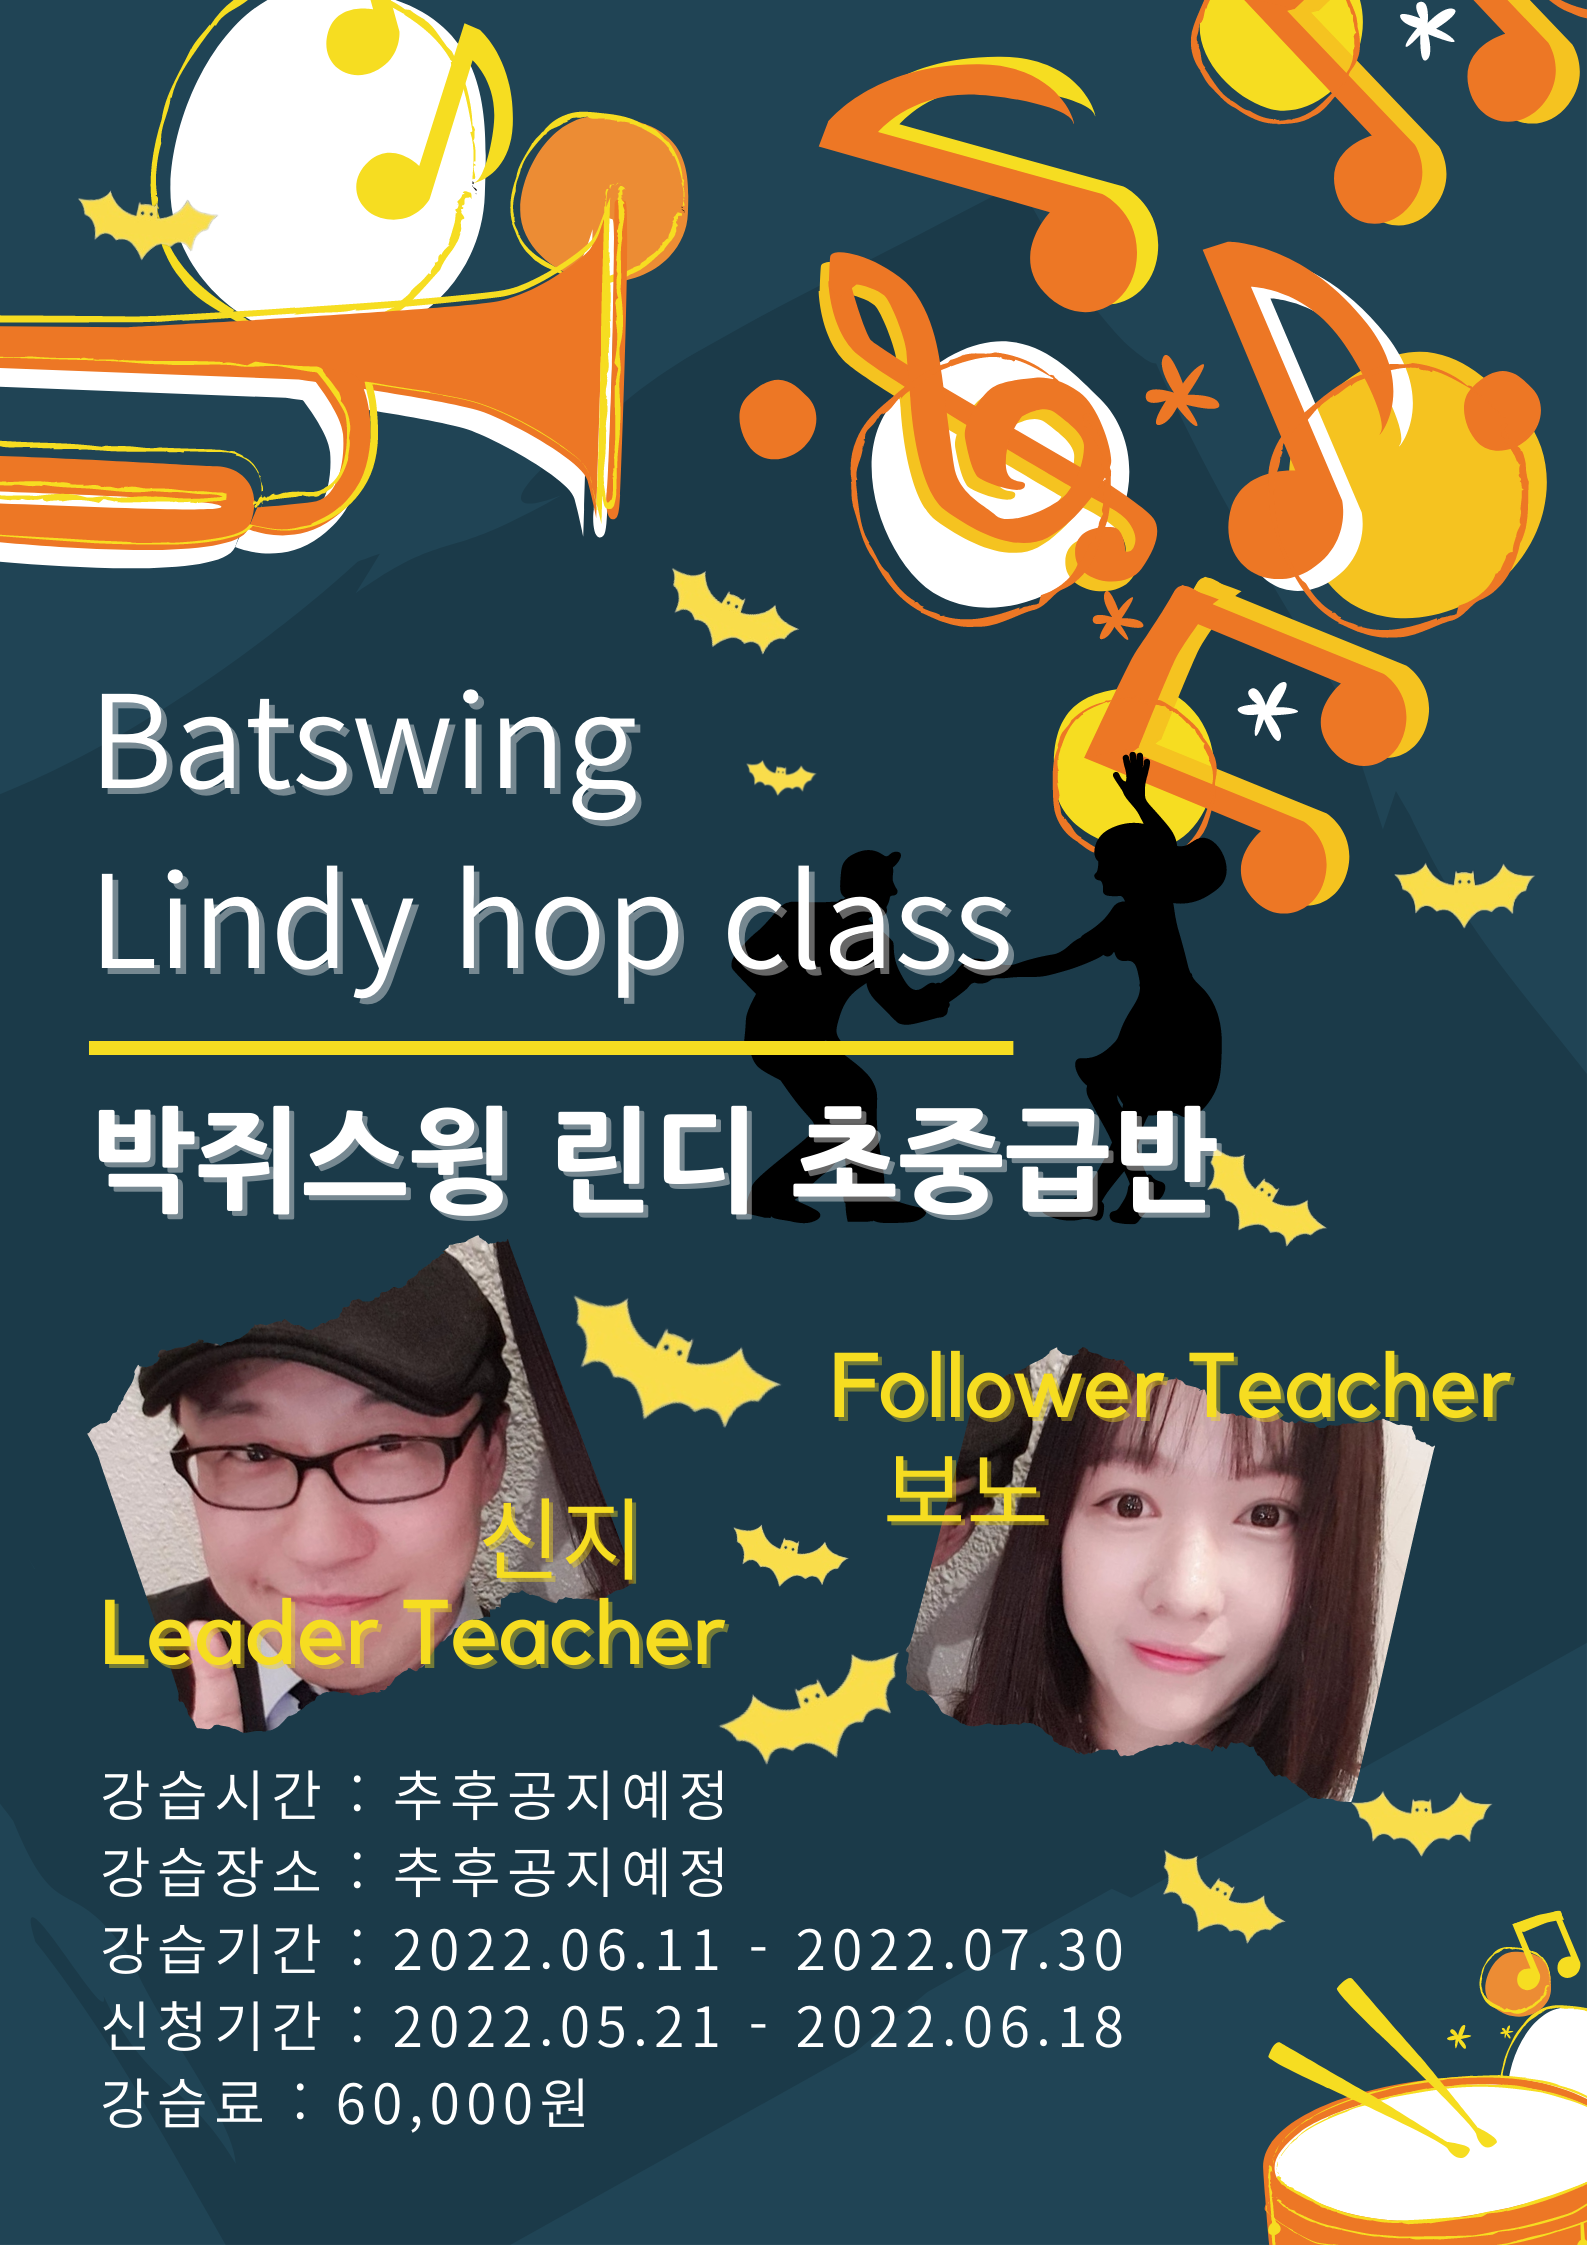 Batswing
Lindy hop class
박쥐스윙 린디 초중급반
Follower Teacher
보노
신지
Leader Teacher
강습시간 : 추후공지예정
강습장소 : 추후공지예정
강습기간 : 2022.06.11 - 2022.07.30
신청기간 : 2022.05.21 - 2022.06.18
강습료 : 60,000원